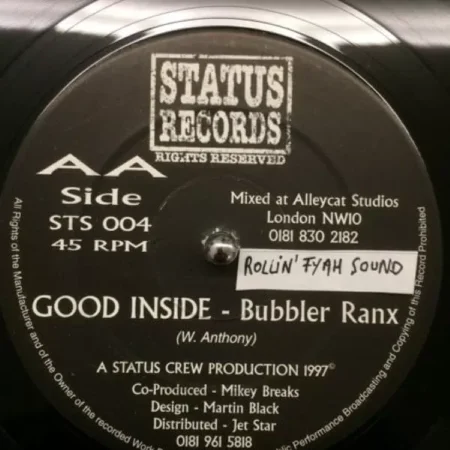 STATUS
RECORDS
RIGHTS RESERVED
AA
Side
STS 004
45 RPM
Mixed at Alleycat Studios
London NW10
0181 830 2182
ROLLIN' FYAH SOUND
GOOD INSIDE - Bubbler Ranx
(W. Anthony)
A STATUS CREW PRODUCTION 1997©
Co-Produced - Mikey Breaks
Design - Martin Black
Distributed - Jet Star
0181 961 5818
All Rights of the Manufacturer and of the Owner of the recorded Work
Public Performance Broadcasting and Copying of this Record Prohibited